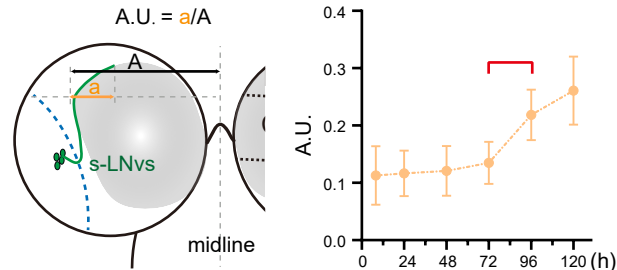 A.U. = a/A
A
a
s-LNvs
midline
A.U.
0.4
0.3
0.2
0.1
0.0
0 24 48 72 96 120 (h)